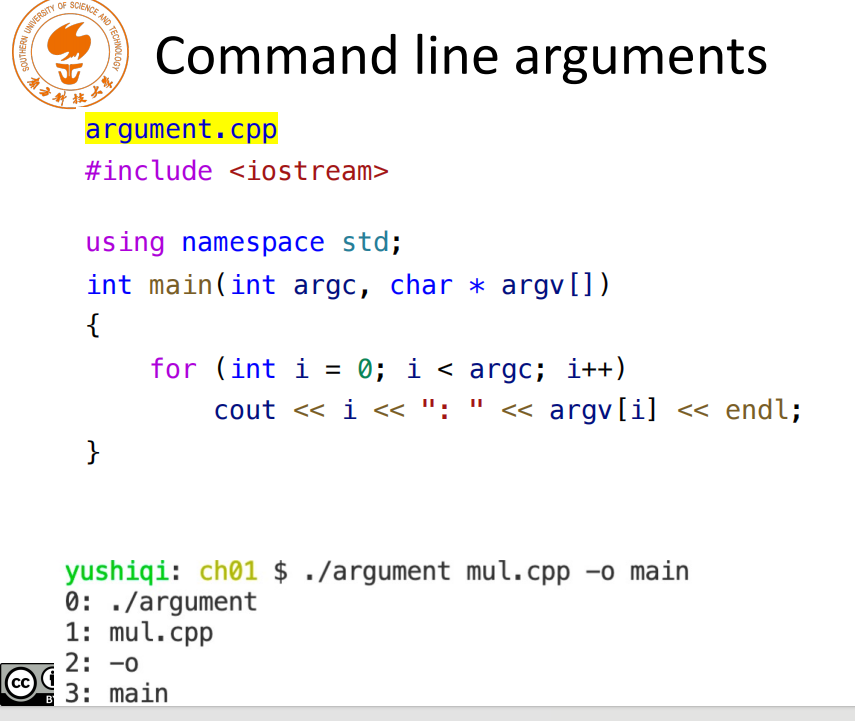 SOUTHERN UNIVERSITY OF SCIENCE AND TECHNOLOGY
南方科技大学
Command line arguments
argument.cpp
#include <iostream>
using namespace std;
int main(int argc, char * argv[])
{
    for (int i = 0; i < argc; i++)
        cout << i << ": " << argv[i] << endl;
}
yushiqi: ch01 $ ./argument mul.cpp -o main
0: ./argument
1: mul.cpp
2: -o
3: main
cc